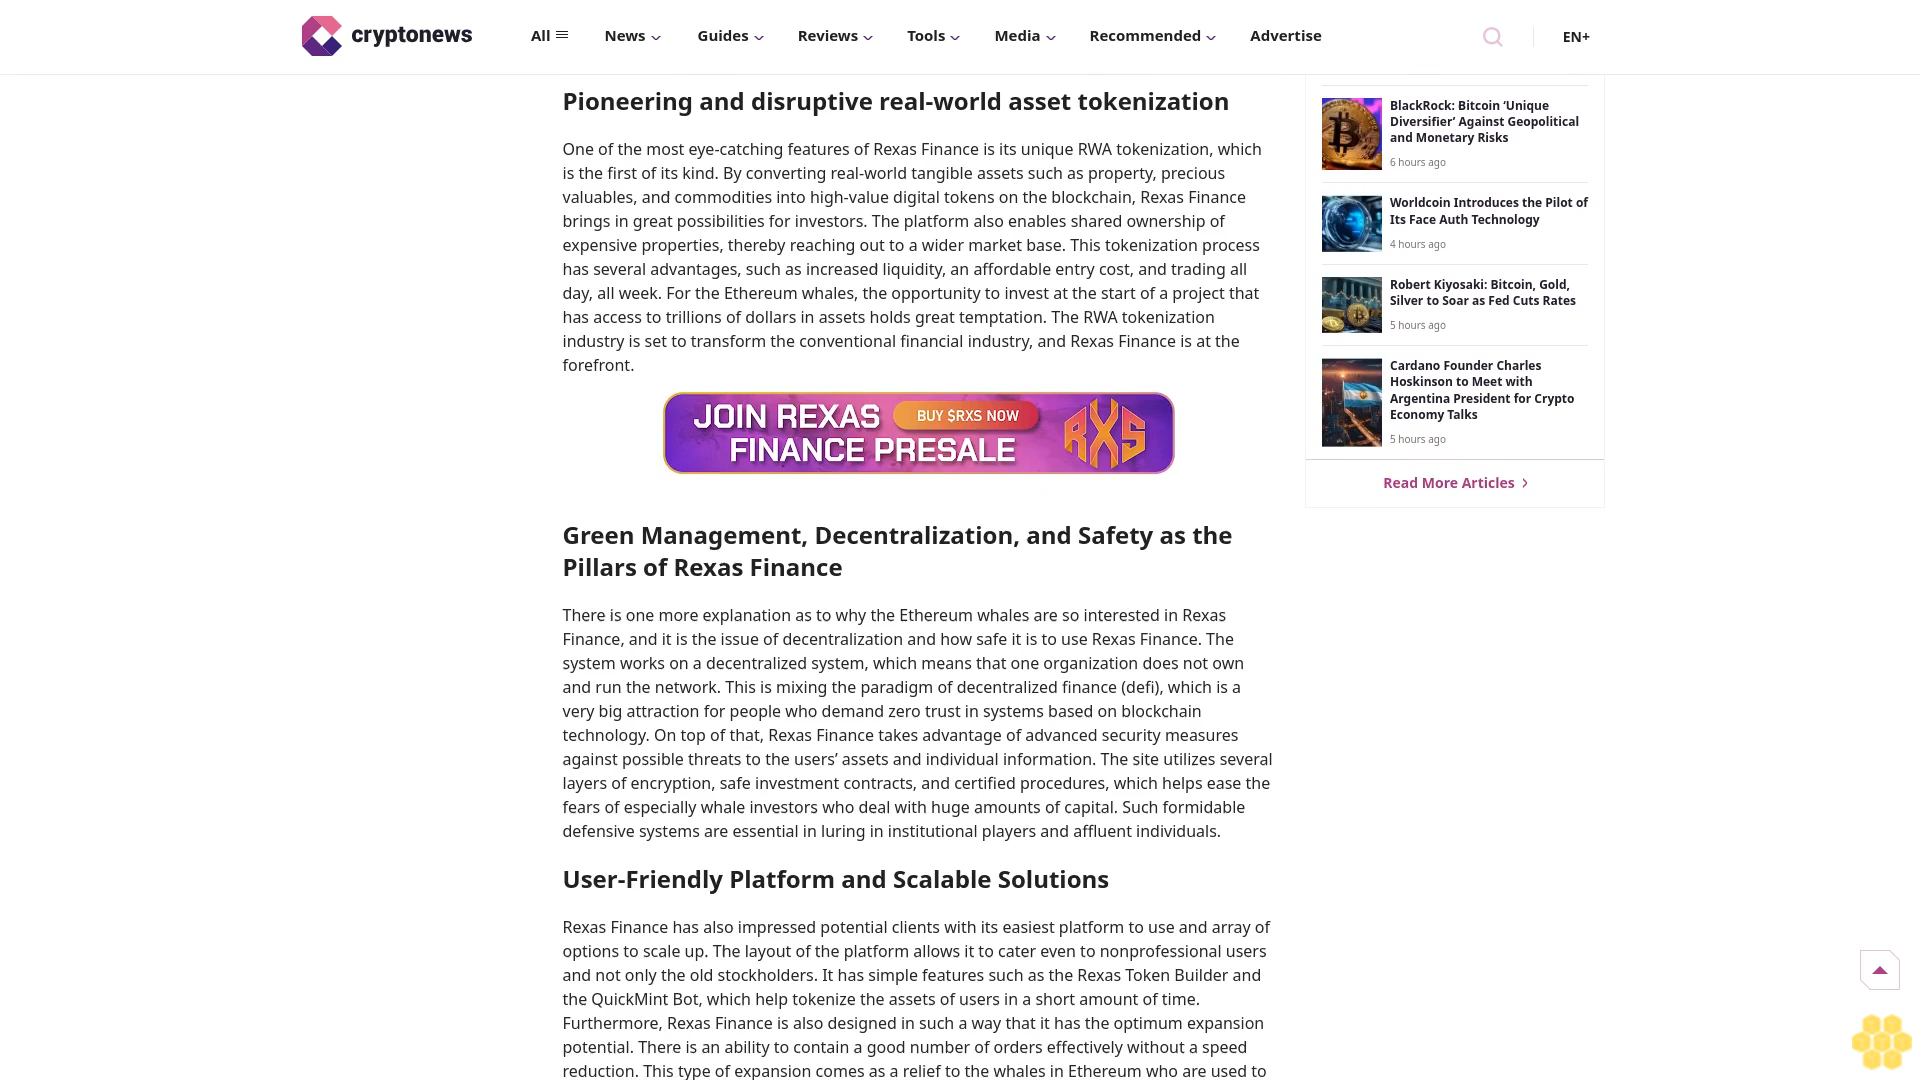 cryptonews
All
News
Guides
Reviews
Tools
Media
Recommended
Advertise
EN+
Pioneering and disruptive real-world asset tokenization
One of the most eye-catching features of Rexas Finance is its unique RWA tokenization, which
is the first of its kind. By converting real-world tangible assets such as property, precious
valuables, and commodities into high-value digital tokens on the blockchain, Rexas Finance
brings in great possibilities for investors. The platform also enables shared ownership of
expensive properties, thereby reaching out to a wider market base. This tokenization process
has several advantages, such as increased liquidity, an affordable entry cost, and trading all
day, all week. For the Ethereum whales, the opportunity to invest at the start of a project that
has access to trillions of dollars in assets holds great temptation. The RWA tokenization
industry is set to transform the conventional financial industry, and Rexas Finance is at the
forefront.
JOIN REXAS
BUY $RXS NOW
FINANCE PRESALE
RXS
Green Management, Decentralization, and Safety as the
Pillars of Rexas Finance
There is one more explanation as to why the Ethereum whales are so interested in Rexas
Finance, and it is the issue of decentralization and how safe it is to use Rexas Finance. The
system works on a decentralized system, which means that one organization does not own
and run the network. This is mixing the paradigm of decentralized finance (defi), which is a
very big attraction for people who demand zero trust in systems based on blockchain
technology. On top of that, Rexas Finance takes advantage of advanced security measures
against possible threats to the users’ assets and individual information. The site utilizes several
layers of encryption, safe investment contracts, and certified procedures, which helps ease the
fears of especially whale investors who deal with huge amounts of capital. Such formidable
defensive systems are essential in luring in institutional players and affluent individuals.
User-Friendly Platform and Scalable Solutions
Rexas Finance has also impressed potential clients with its easiest platform to use and array of
options to scale up. The layout of the platform allows it to cater even to nonprofessional users
and not only the old stockholders. It has simple features such as the Rexas Token Builder and
the QuickMint Bot, which help tokenize the assets of users in a short amount of time.
Furthermore, Rexas Finance is also designed in such a way that it has the optimum expansion
potential. There is an ability to contain a good number of orders effectively without a speed
reduction. This type of expansion comes as a relief to the whales in Ethereum who are used to
BlackRock: Bitcoin ‘Unique
Diversifier’ Against Geopolitical
and Monetary Risks
6 hours ago
Worldcoin Introduces the Pilot of
Its Face Auth Technology
4 hours ago
Robert Kiyosaki: Bitcoin, Gold,
Silver to Soar as Fed Cuts Rates
5 hours ago
Cardano Founder Charles
Hoskinson to Meet with
Argentina President for Crypto
Economy Talks
5 hours ago
Read More Articles